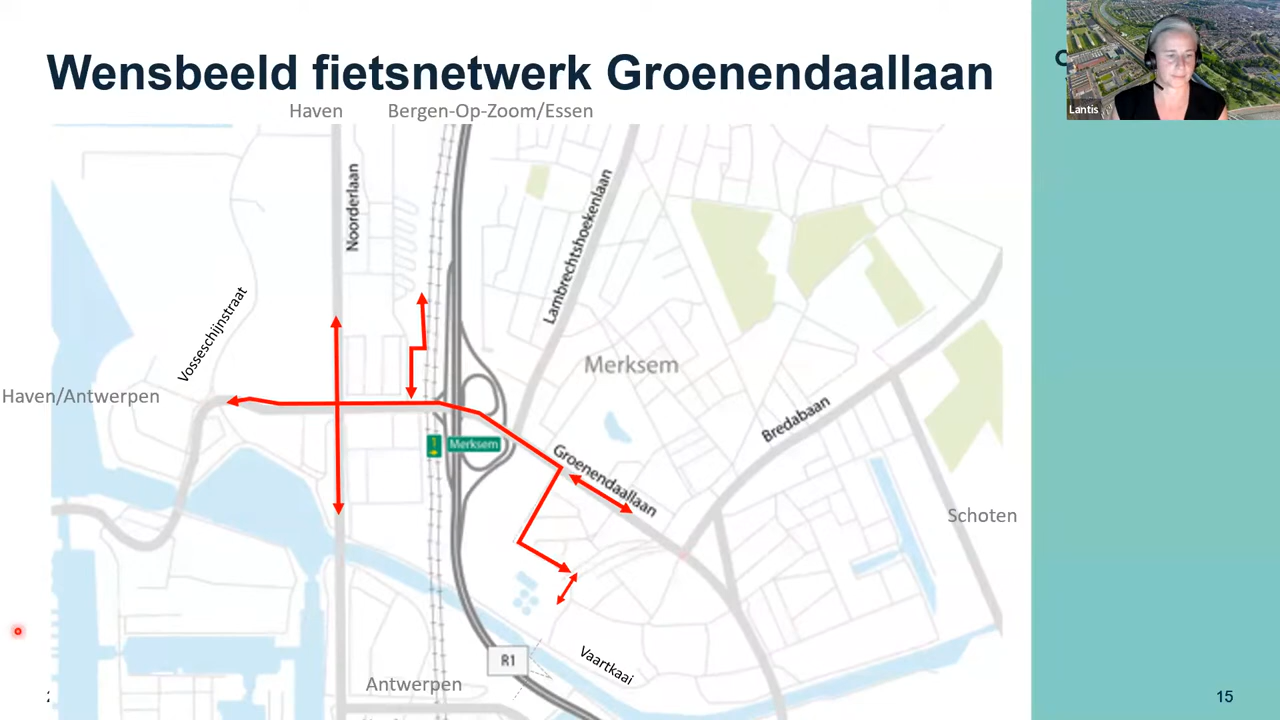 Wensbeeld fietsnetwerk Groenendaallaan
Lantis
Haven
Bergen-Op-Zoom/Essen
Noorderlaan
Lambrechtshoekenlaan
Vosseschijnstraat
Merksem
Haven/Antwerpen
Bredabaan
1
Merksem
Groenendaallaan
Schoten
R1
Vaartkaai
Antwerpen
15